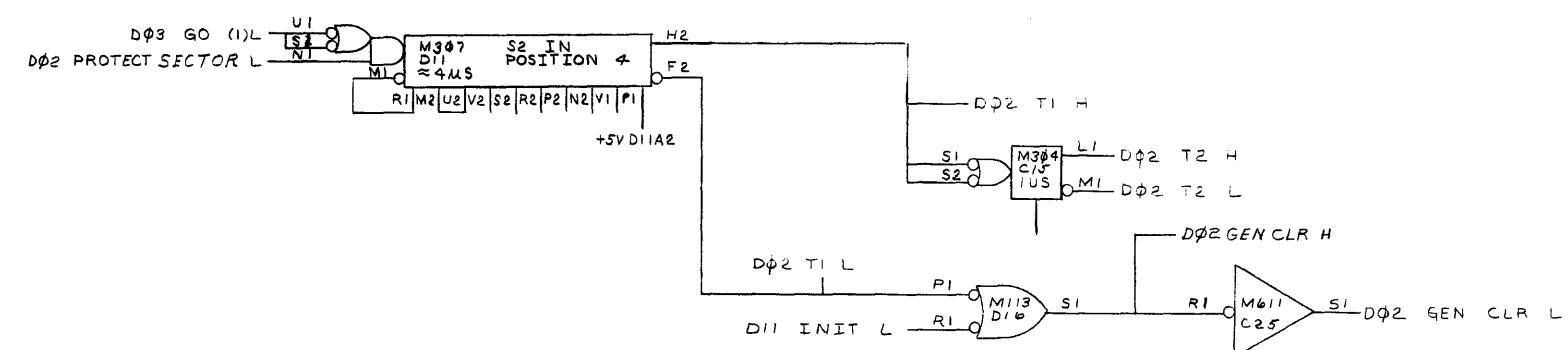 U1
DØ3 GO (1)L
S2
N1
DØ2 PROTECT SECTOR L
M1
M307
D11
≈4µS
S2 IN
POSITION 4
H2
F2
R1 M2 U2 V2 S2 R2 P2 N2 V1 P1
+5V D11A2
DØ2 T1 H
S1
S2
M304
C15
1US
L1
DØ2 T2 H
M1
DØ2 T2 L
DØ2 GEN CLR H
DØ2 T1 L
P1
M113
D16
S1
R1
M611
C25
S1
DØ2 GEN CLR L
D11 INIT L
R1